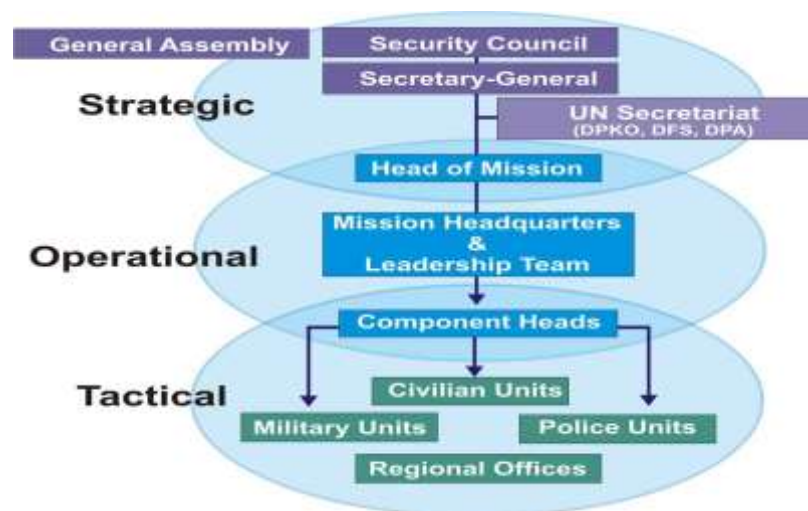 General Assembly
Security Council
Secretary-General
Strategic
UN Secretariat
(DPKO, DFS, DPA)
Head of Mission
Mission Headquarters
&
Leadership Team
Operational
Component Heads
Tactical
Civilian Units
Military Units
Police Units
Regional Offices